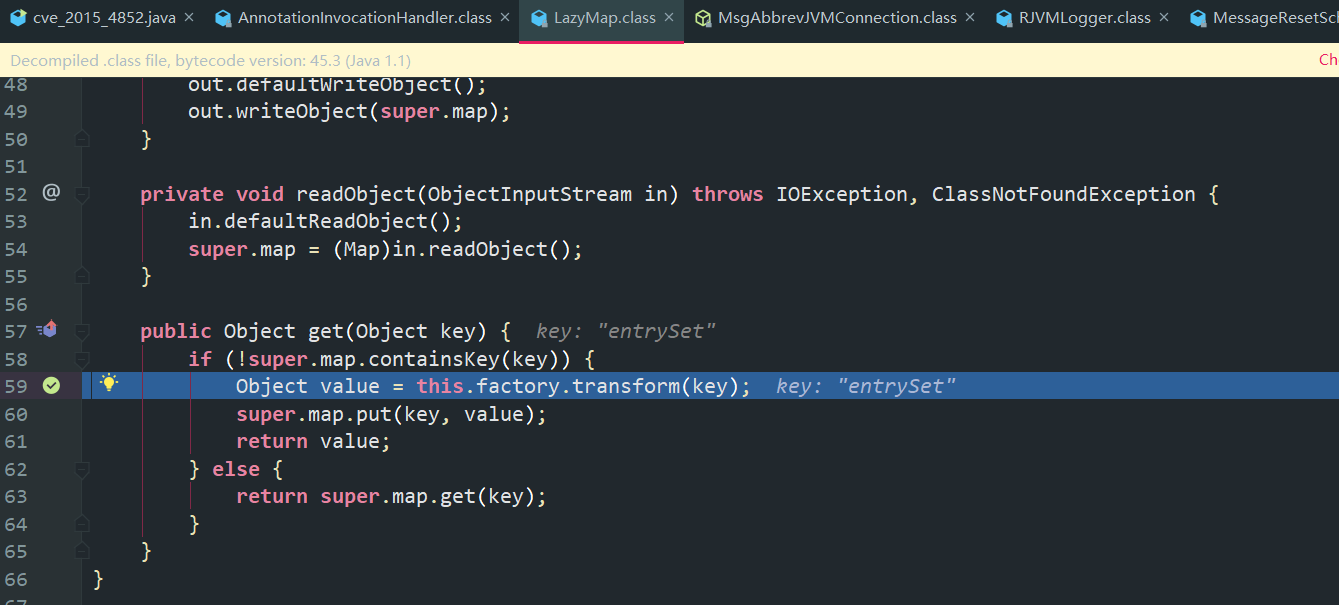 cve_2015_4852.java × AnnotationInvocationHandler.class × LazyMap.class × MsgAbbrevJVMConnection.class × RJVMLogger.class × MessageResetSc
Decompiled .class file, bytecode version: 45.3 (Java 1.1) Ch
48 out.defaultWriteObject();
49 out.writeObject(super.map);
50 }
51
52 @ private void readObject(ObjectInputStream in) throws IOException, ClassNotFoundException {
53 in.defaultReadObject();
54 super.map = (Map)in.readObject();
55 }
56
57 public Object get(Object key) { key: "entrySet"
58 if (!super.map.containsKey(key)) {
59 Object value = this.factory.transform(key); key: "entrySet"
60 super.map.put(key, value);
61 return value;
62 } else {
63 return super.map.get(key);
64 }
65 }
66 }
67